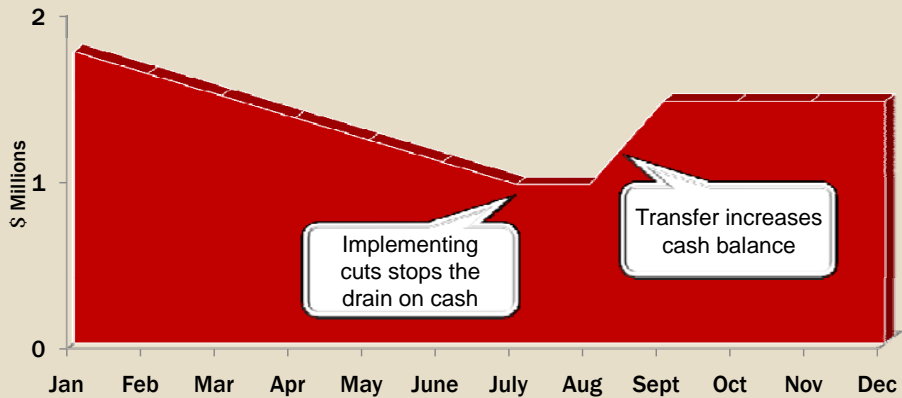 2
1
0
$ Millions
Implementing
cuts stops the
drain on cash
Transfer increases
cash balance
Jan Feb Mar Apr May June July Aug Sept Oct Nov Dec